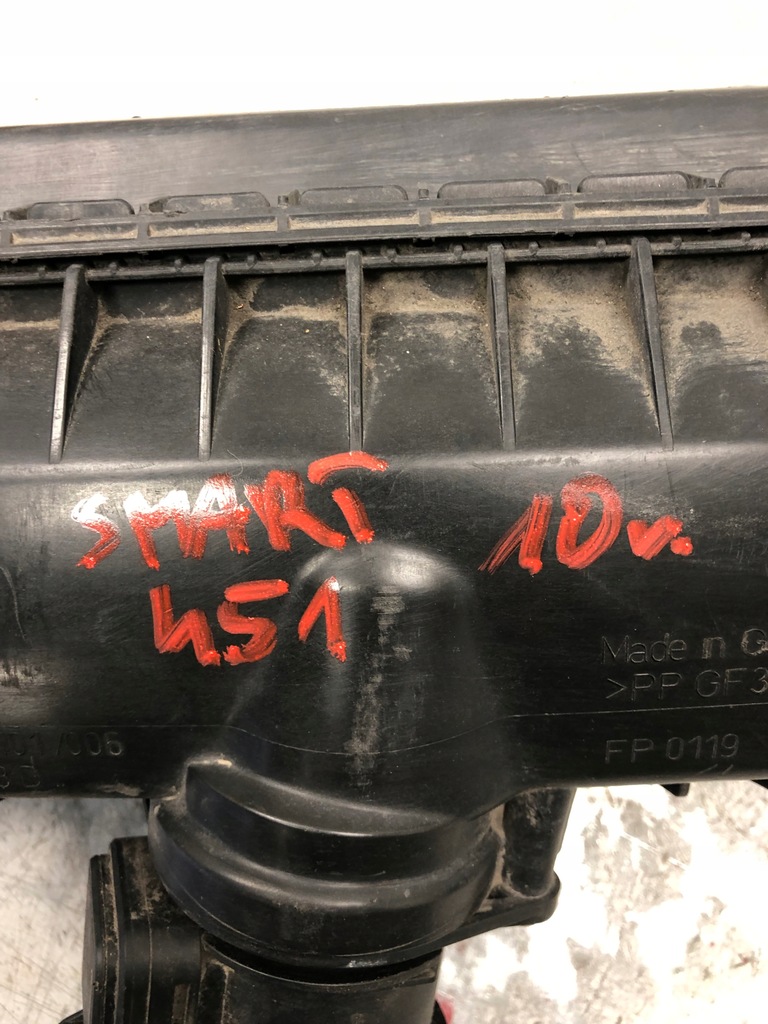 SMART 10v.
451
Made in G
>PP GF3
FP 0119